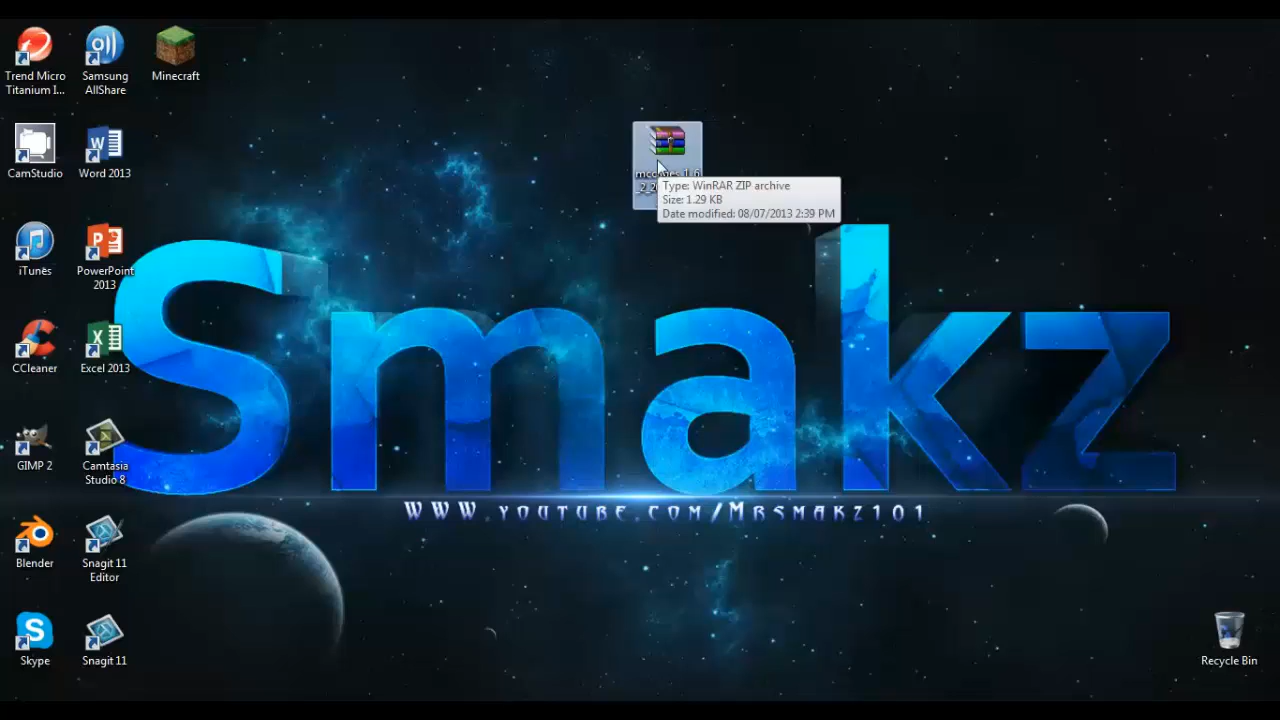 Trend Micro
Titanium I...
Samsung
AllShare
Minecraft
CamStudio
Word 2013
iTunes
PowerPoint
2013
CCleaner
Excel 2013
GIMP 2
Camtasia
Studio 8
Blender
Snagit 11
Editor
Skype
Snagit 11
Type: WinRAR ZIP archive
Size: 1.29 KB
Date modified: 08/07/2013 2:39 PM
Smakz
WWW.YOUTUBE.COM/MRSMAKZ101
Recycle Bin